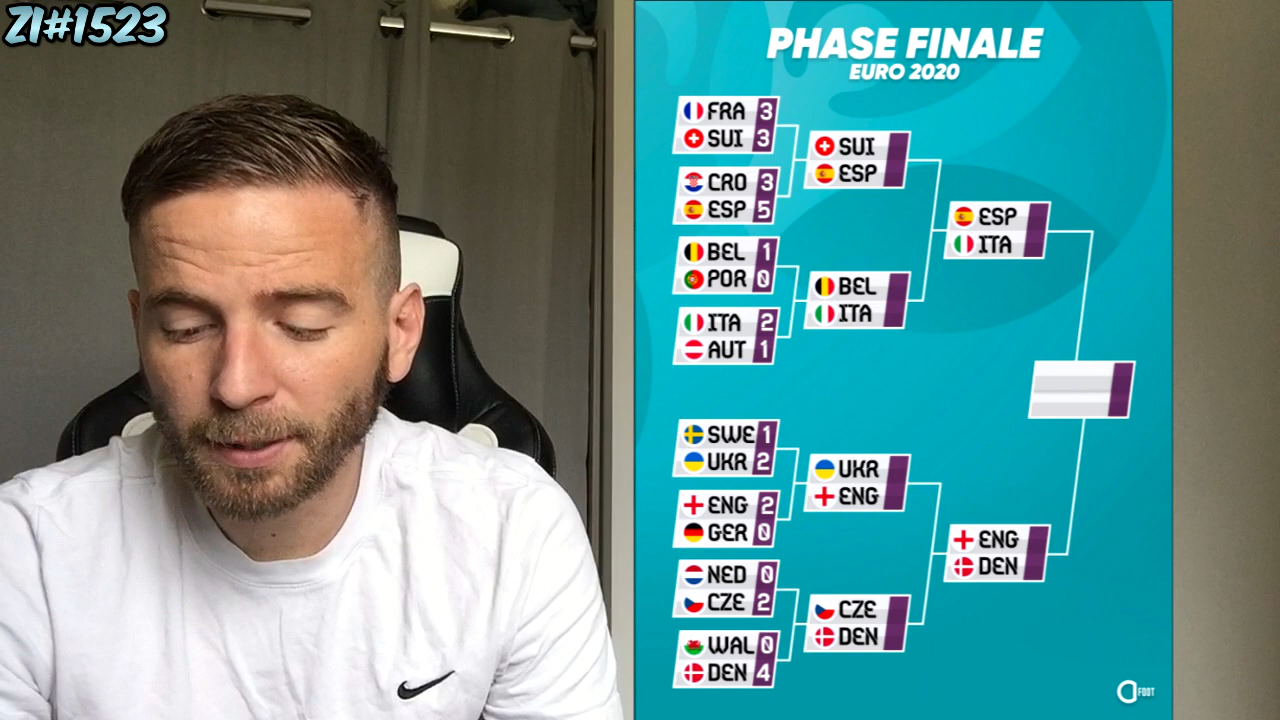 ZI#1523
PHASE FINALE
EURO 2020
FRA 3
SUI 3
CRO 3
ESP 5
BEL 1
POR 0
ITA 2
AUT 1
SWE 1
UKR 2
ENG 2
GER 0
NED 0
CZE 2
WAL 0
DEN 4
SUI
ESP
BEL
ITA
UKR
ENG
CZE
DEN
ESP
ITA
ENG
DEN
FOOT